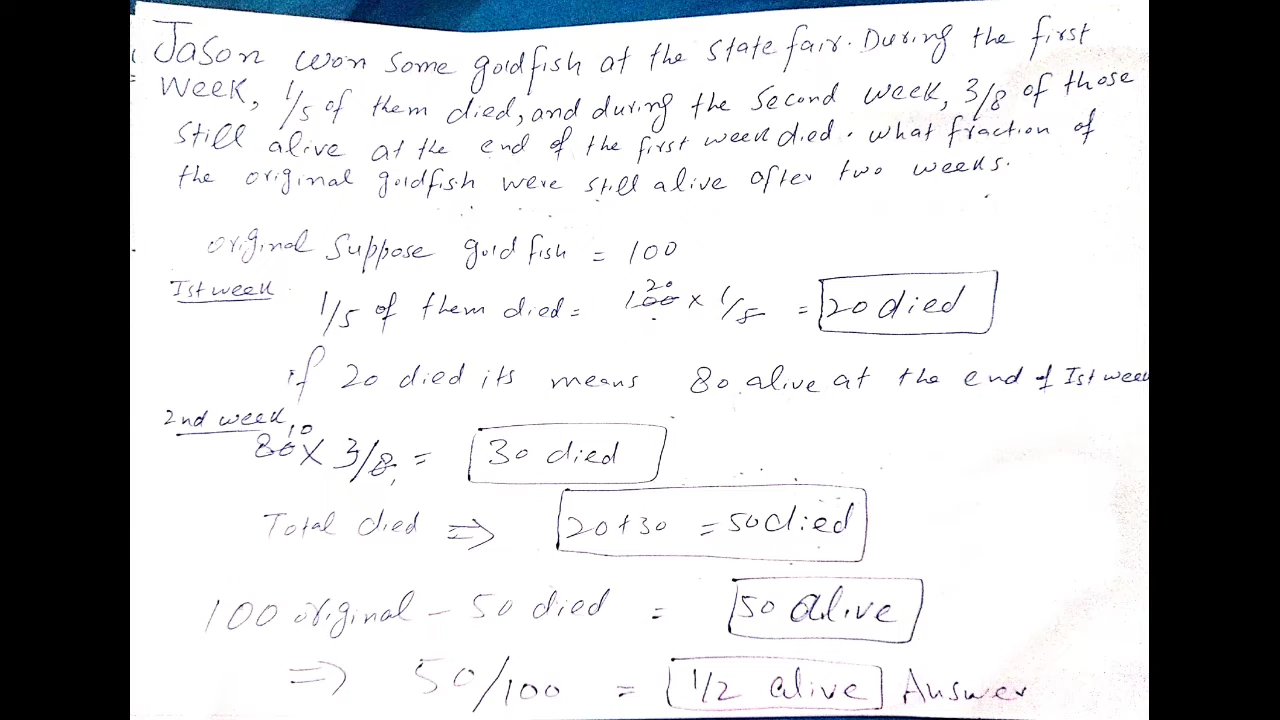 Jason won some goldfish at the state fair. During the first
week, 1/5 of them died, and during the second week, 3/8 of those
still alive at the end of the first week died. what fraction of
the original goldfish were still alive after two weeks.
original suppose goldfish = 100
Ist week
1/5 of them died = 100 20 x 1/5 = 20 died
if 20 died its means 80 alive at the end of Ist week
2nd week
80 10 x 3/8 = 30 died
Total died => 20+30 = 50 died
100 original - 50 died = 50 alive
=> 50/100 = 1/2 alive Answer